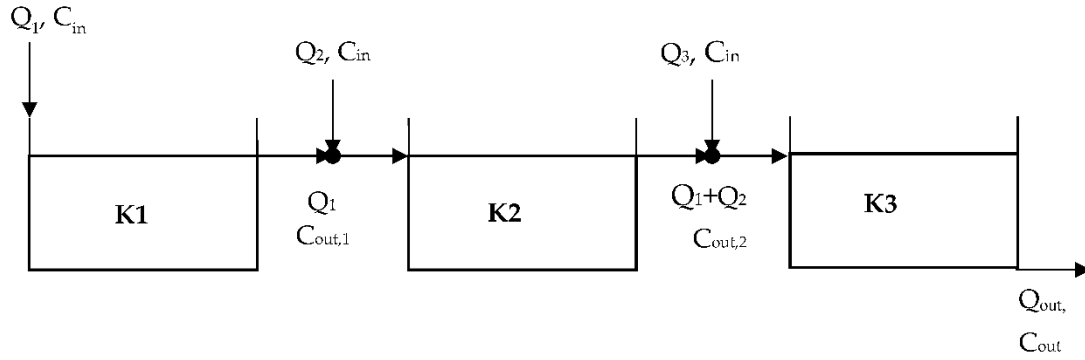 Q1, Cin
Q2, Cin
Q3, Cin
K1
Q1
Cout,1
K2
Q1+Q2
Cout,2
K3
Qout,
Cout